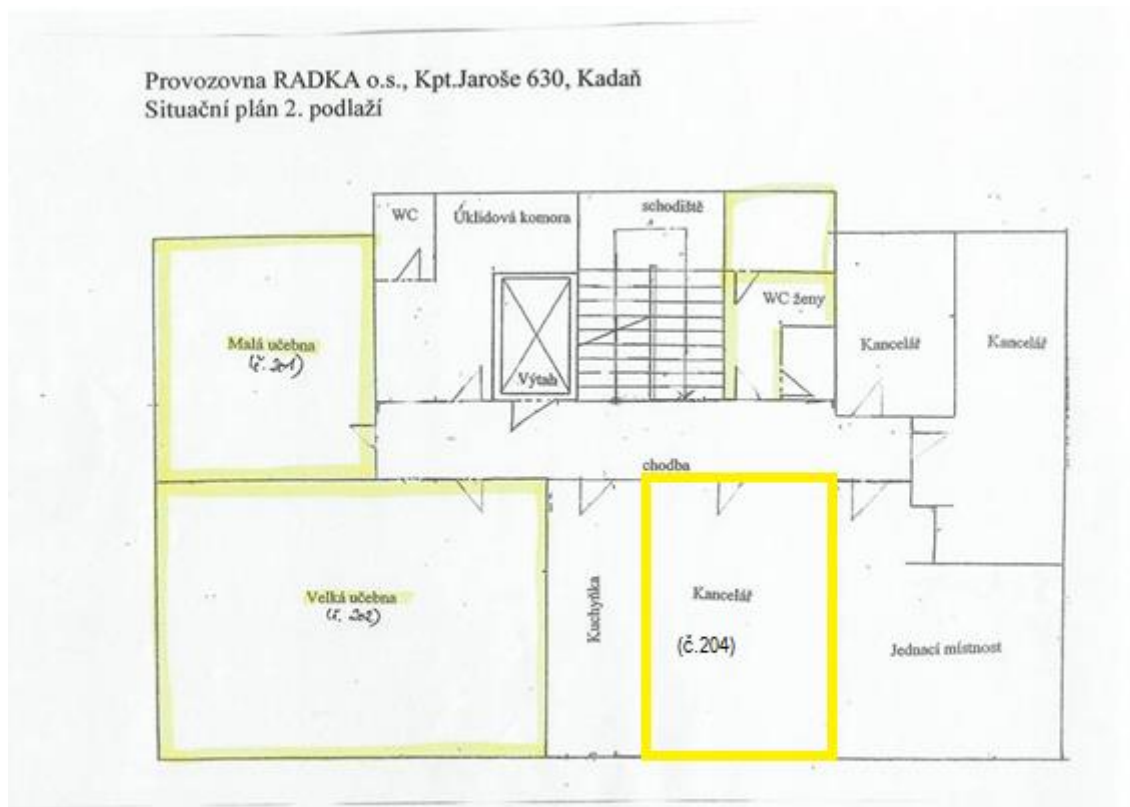 Provozovna RADKA o.s., Kpt.Jaroše 630, Kadaň
Situační plán 2. podlaží
WC
Úklidová komora
schodiště
WC ženy
Kancelář
Kancelář
Malá učebna
(č. 201)
Výtah
chodba
Velká učebna
(č. 202)
Kuchyňka
Kancelář
(č.204)
Jednací místnost